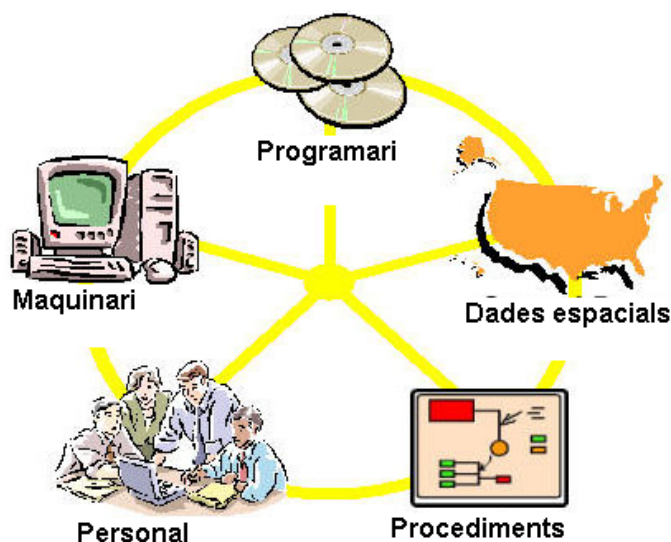 Programari
Maquinari
Dades espacials
Personal
Procediments